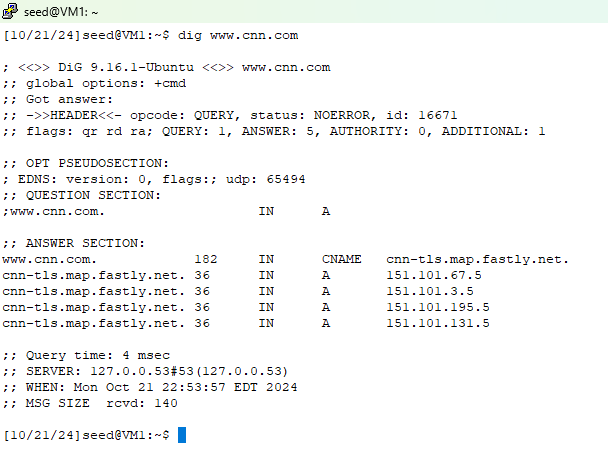 seed@VM1: ~
[10/21/24]seed@VM1:~$ dig www.cnn.com
; <<>> DiG 9.16.1-Ubuntu <<>> www.cnn.com
;; global options: +cmd
;; Got answer:
;; ->>HEADER<<- opcode: QUERY, status: NOERROR, id: 16671
;; flags: qr rd ra; QUERY: 1, ANSWER: 5, AUTHORITY: 0, ADDITIONAL: 1
;; OPT PSEUDOSECTION:
; EDNS: version: 0, flags:; udp: 65494
;; QUESTION SECTION:
;www.cnn.com.                   IN      A
;; ANSWER SECTION:
www.cnn.com.            182     IN      CNAME   cnn-tls.map.fastly.net.
cnn-tls.map.fastly.net. 36      IN      A       151.101.67.5
cnn-tls.map.fastly.net. 36      IN      A       151.101.3.5
cnn-tls.map.fastly.net. 36      IN      A       151.101.195.5
cnn-tls.map.fastly.net. 36      IN      A       151.101.131.5
;; Query time: 4 msec
;; SERVER: 127.0.0.53#53(127.0.0.53)
;; WHEN: Mon Oct 21 22:53:57 EDT 2024
;; MSG SIZE  rcvd: 140
[10/21/24]seed@VM1:~$